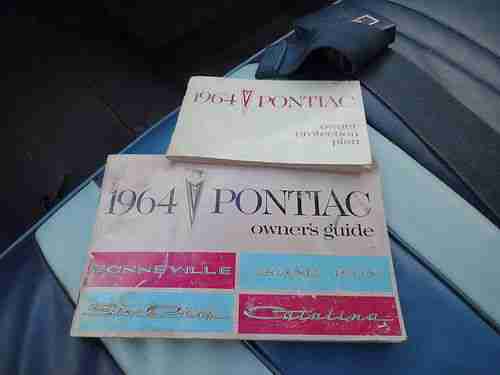 1964 PONTIAC
owner
protection
plan
1964 PONTIAC
owner's guide
BONNEVILLE GRAND PRIX
Star Chief Catalina